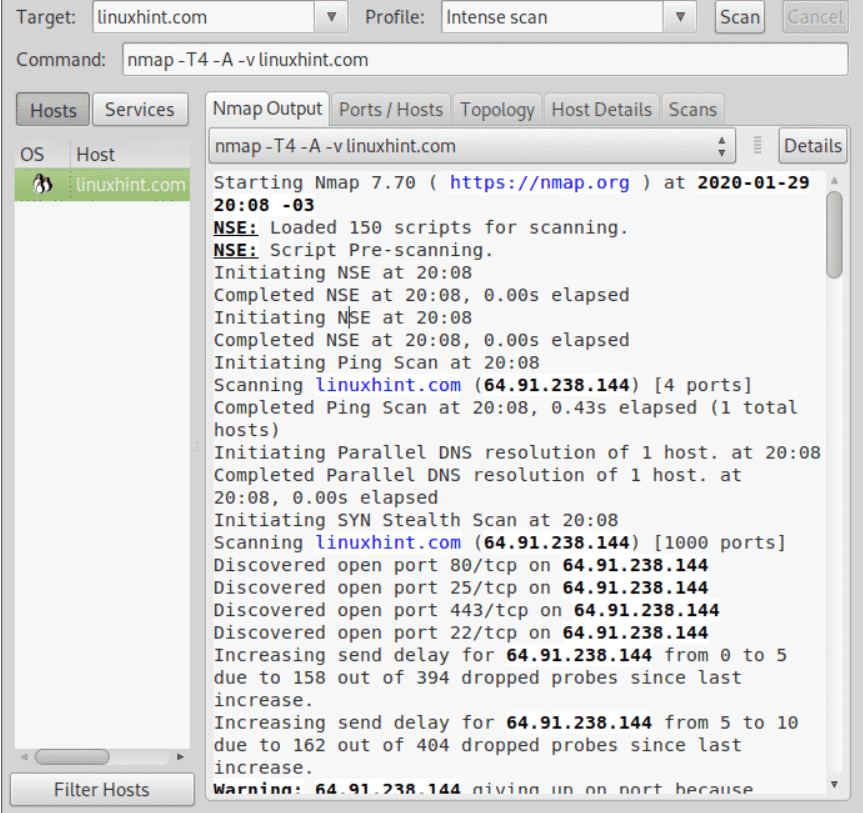 Target: linuxhint.com Profile: Intense scan Scan Cancel
Command: nmap -T4 -A -v linuxhint.com
Hosts Services Nmap Output Ports / Hosts Topology Host Details Scans
nmap -T4 -A -v linuxhint.com Details
OS Host
linuxhint.com
Starting Nmap 7.70 ( https://nmap.org ) at 2020-01-29
20:08 -03
NSE: Loaded 150 scripts for scanning.
NSE: Script Pre-scanning.
Initiating NSE at 20:08
Completed NSE at 20:08, 0.00s elapsed
Initiating NSE at 20:08
Completed NSE at 20:08, 0.00s elapsed
Initiating Ping Scan at 20:08
Scanning linuxhint.com (64.91.238.144) [4 ports]
Completed Ping Scan at 20:08, 0.43s elapsed (1 total
hosts)
Initiating Parallel DNS resolution of 1 host. at 20:08
Completed Parallel DNS resolution of 1 host. at
20:08, 0.00s elapsed
Initiating SYN Stealth Scan at 20:08
Scanning linuxhint.com (64.91.238.144) [1000 ports]
Discovered open port 80/tcp on 64.91.238.144
Discovered open port 25/tcp on 64.91.238.144
Discovered open port 443/tcp on 64.91.238.144
Discovered open port 22/tcp on 64.91.238.144
Increasing send delay for 64.91.238.144 from 0 to 5
due to 158 out of 394 dropped probes since last
increase.
Increasing send delay for 64.91.238.144 from 5 to 10
due to 162 out of 404 dropped probes since last
increase.
Warning: 64.91.238.144 giving up on port because
Filter Hosts